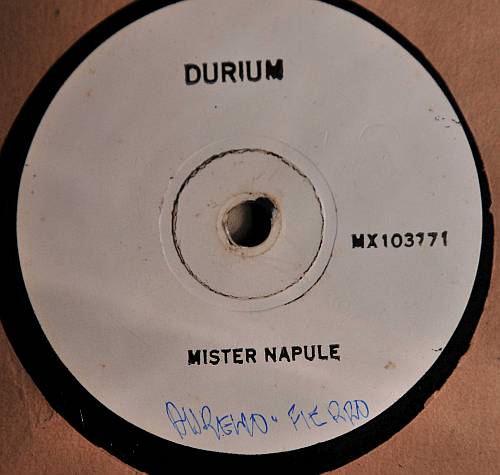 DURIUM
MX103771
MISTER NAPULE
AURELIO FIERRO